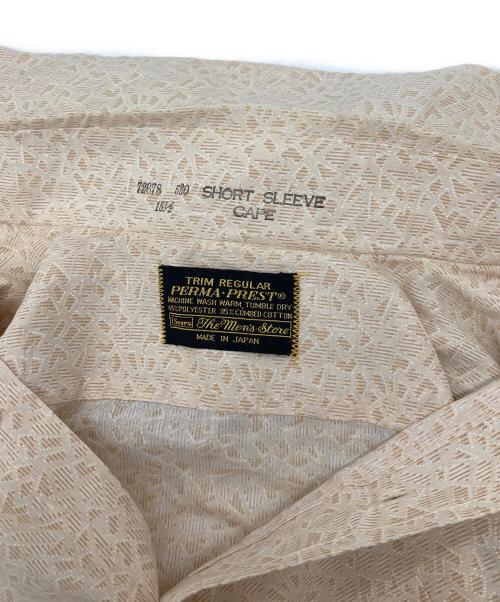 72678 520 SHORT SLEEVE
15½ CAPE
TRIM REGULAR
PERMA·PREST®
MACHINE WASH WARM, TUMBLE DRY
65% POLYESTER 35% COMBED COTTON
Sears The Men's Store
MADE IN JAPAN